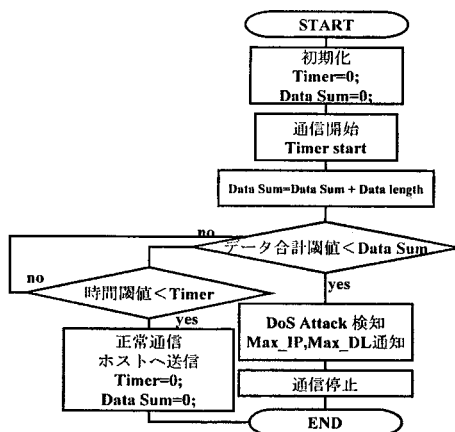 START
初期化
Timer=0;
Data Sum=0;
通信開始
Timer start
Data Sum=Data Sum + Data length
no
データ合計閾値<Data Sum
no
時間閾値<Timer
yes
yes
DoS Attack 検知
Max_IP,Max_DL通知
正常通信
ホストへ送信
Timer=0;
Data Sum=0;
通信停止
END